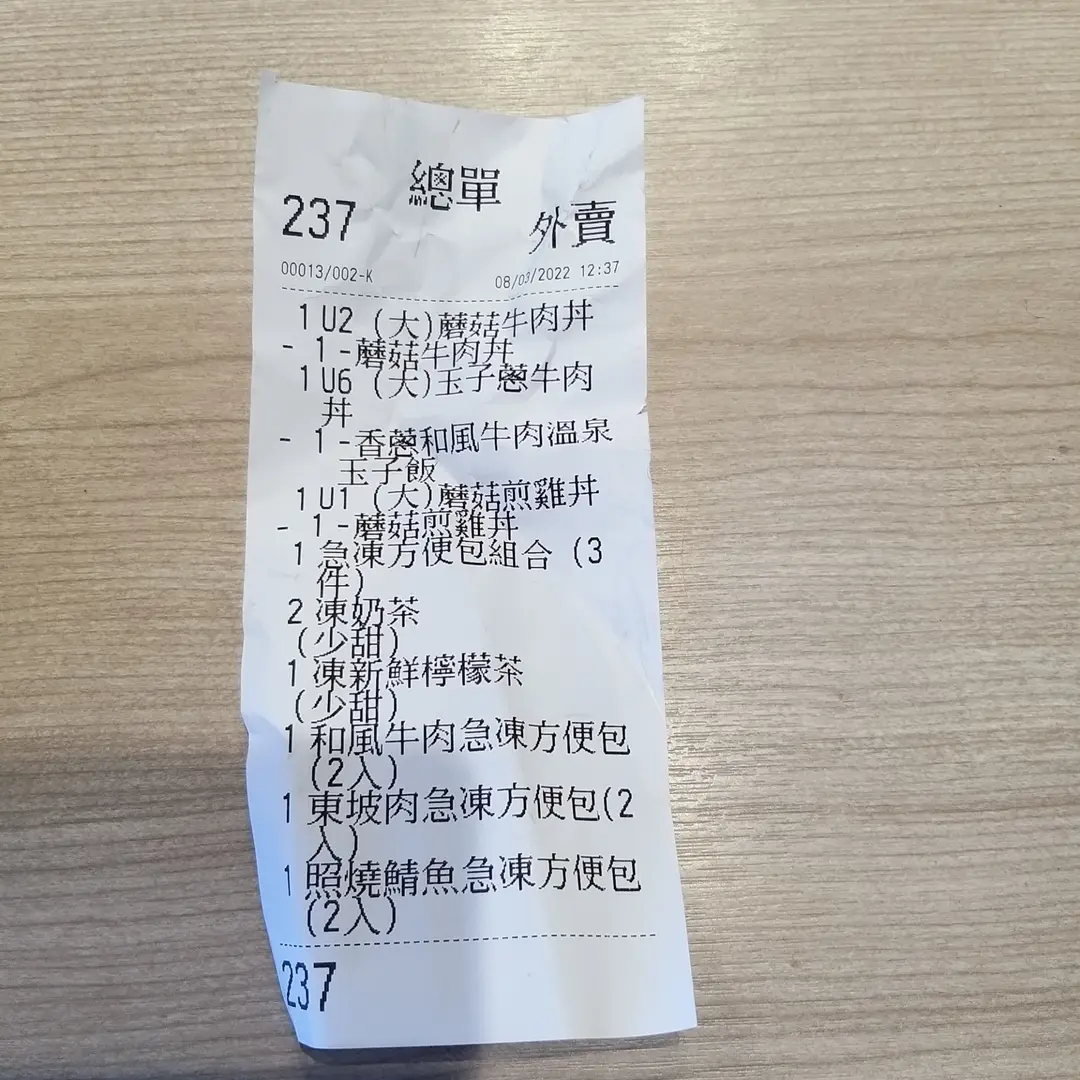 總單
237
外賣
00013/002-K 08/03/2022 12:37
1 U2 (大)蘑菇牛肉丼
- 1 -蘑菇牛肉丼
1 U6 (大)玉子蔥牛肉
丼
- 1 -香蔥和風牛肉溫泉
玉子飯
1 U1 (大)蘑菇煎雞丼
- 1 -蘑菇煎雞丼
1 急凍方便包組合 (3
件)
2 凍奶茶
(少甜)
1 凍新鮮檸檬茶
(少甜)
1 和風牛肉急凍方便包
(2入)
1 東坡肉急凍方便包(2
入)
1 照燒鯖魚急凍方便包
(2入)
237